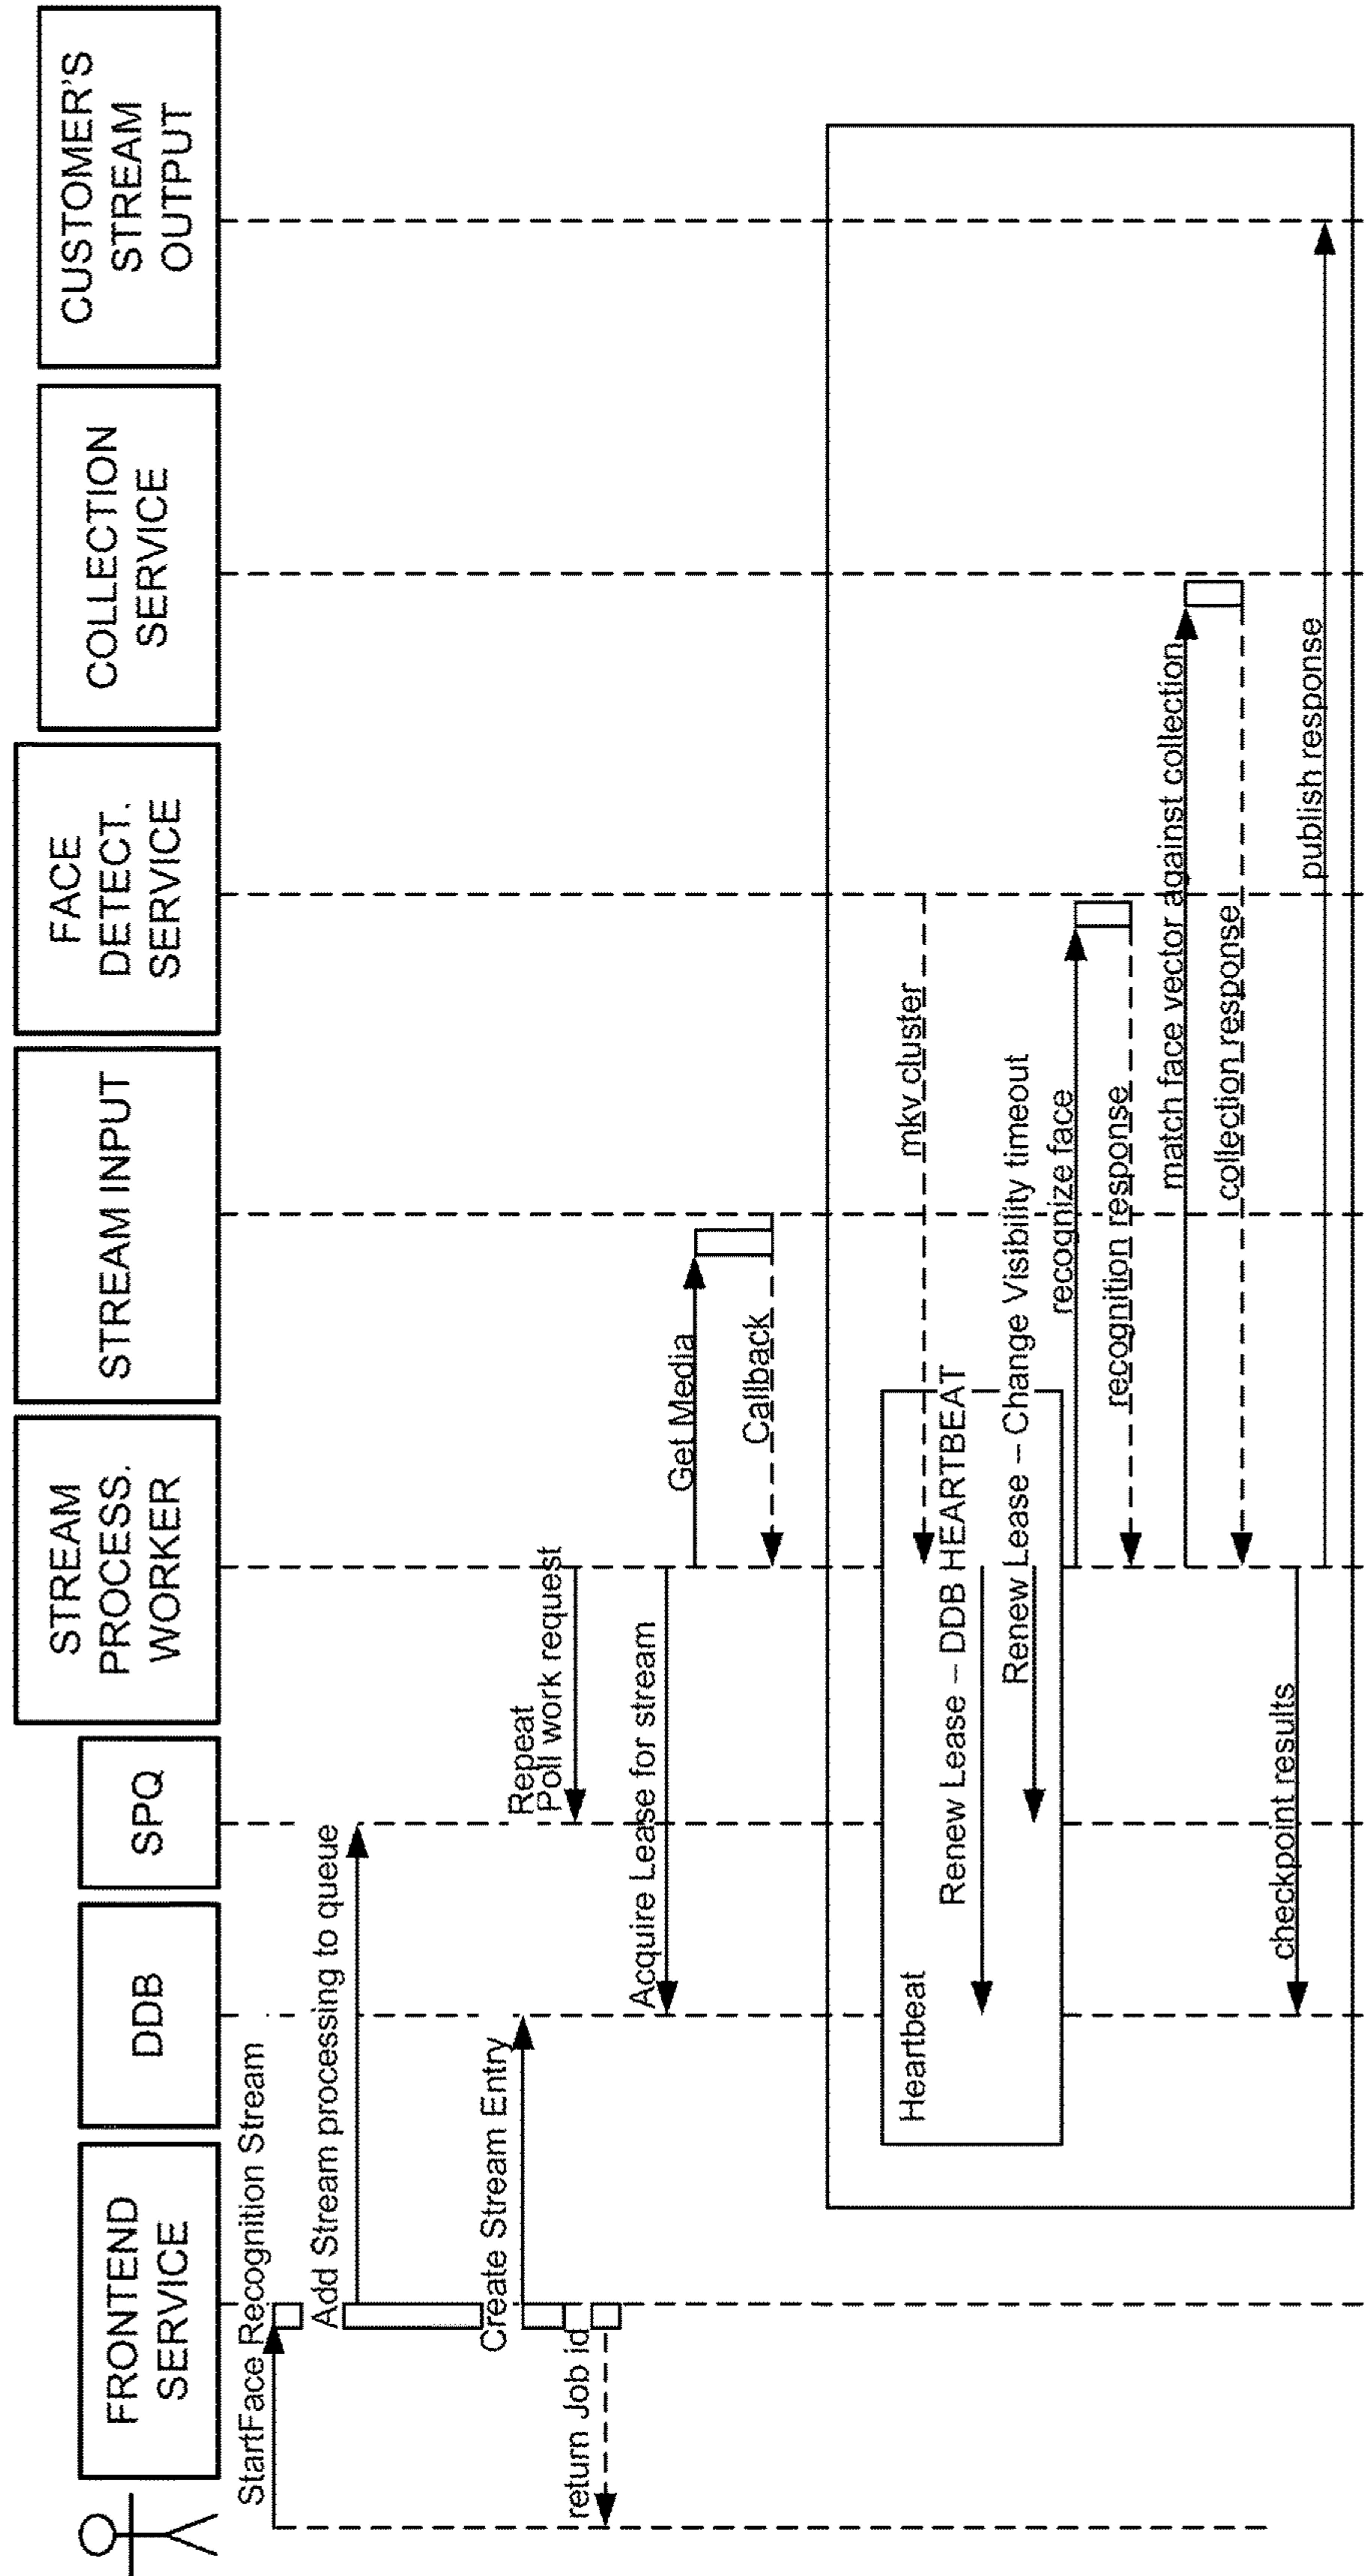 FRONTEND
SERVICE
DDB
SPQ
STREAM
PROCESS.
WORKER
STREAM INPUT
FACE
DETECT.
SERVICE
COLLECTION
SERVICE
CUSTOMER'S
STREAM
OUTPUT
StartFace Recognition Stream
Add Stream processing to queue
Create Stream Entry
Repeat
Poll work request
return Job id
Acquire Lease for stream
Get Media
Callback
mkv cluster
Heartbeat
Renew Lease – DDB HEARTBEAT
Renew Lease – Change Visibility timeout
recognize face
recognition response
match face vector against collection
collection response
checkpoint results
publish response